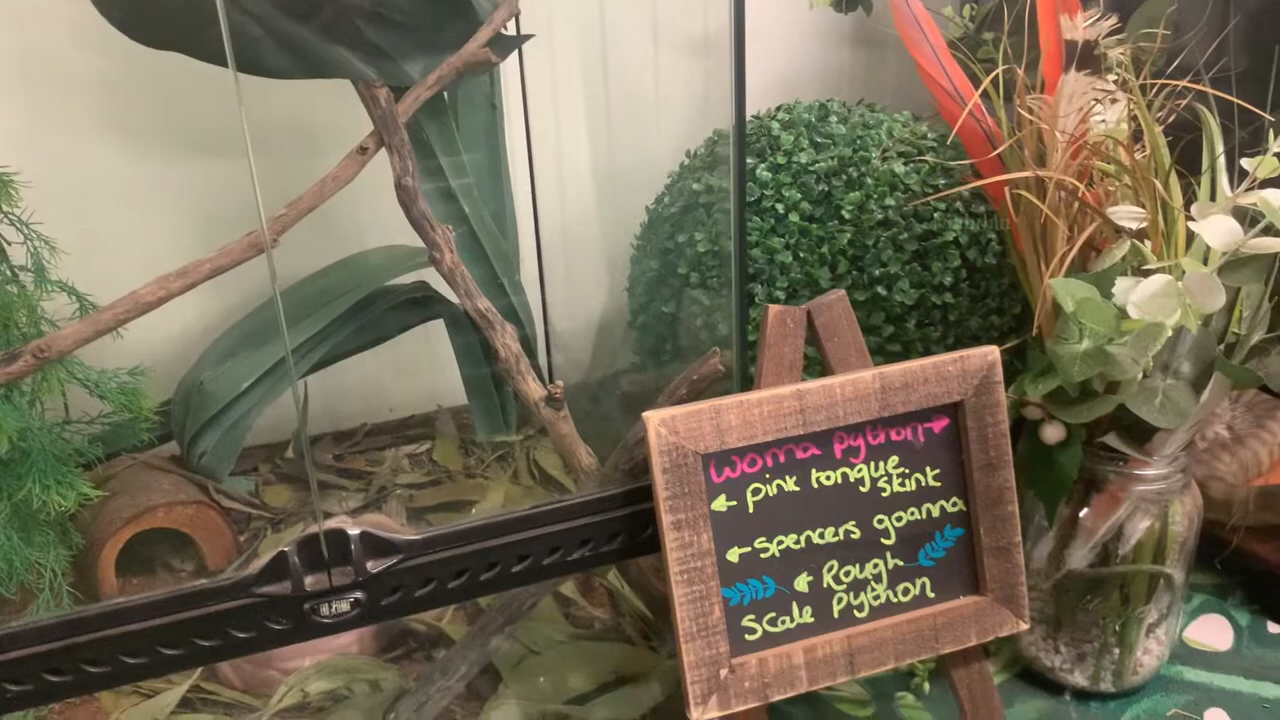 woma python→
← pink tongue
skink
← spencers goanna
← Rough
Scale Python